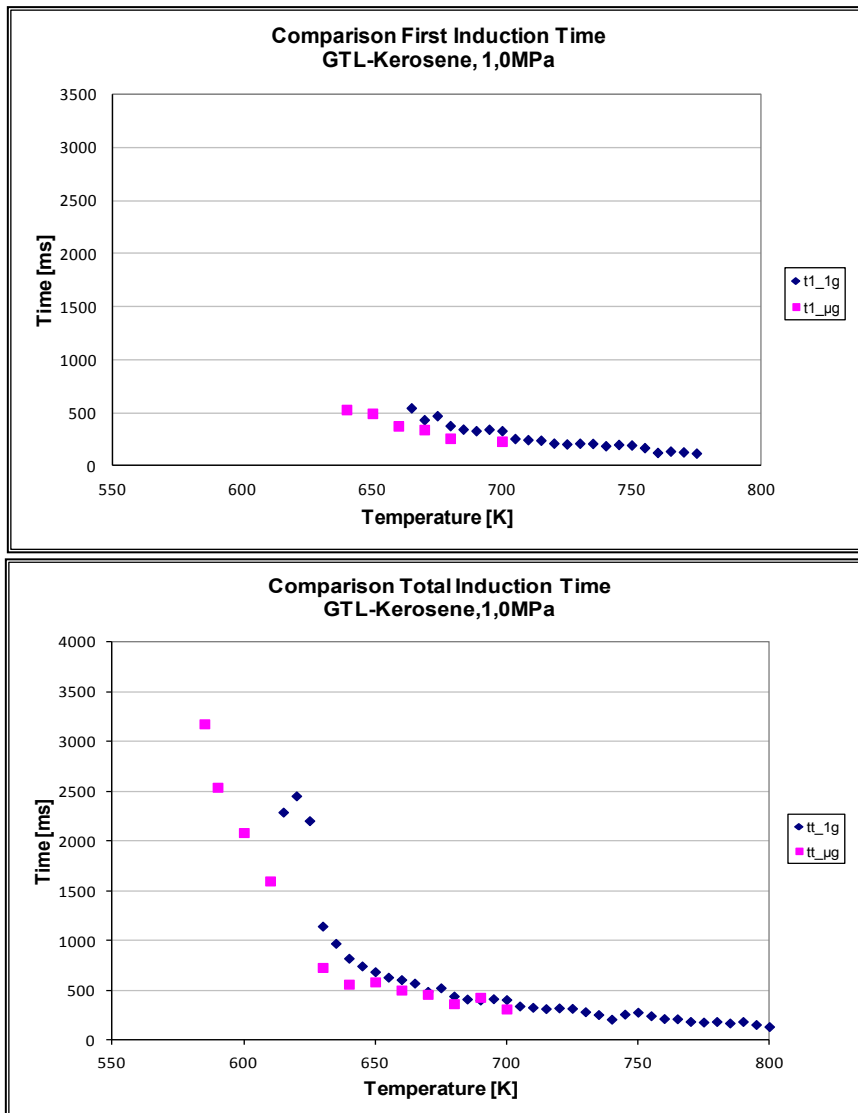 Comparison First Induction Time
GTL-Kerosene, 1,0MPa
3500
3000
2500
2000
1500
1000
500
0
Time [ms]
550 600 650 700 750 800
Temperature [K]
t1_1g
t1_µg
Comparison Total Induction Time
GTL-Kerosene,1,0MPa
4000
3500
3000
2500
2000
1500
1000
500
0
Time [ms]
550 600 650 700 750 800
Temperature [K]
tt_1g
tt_µg